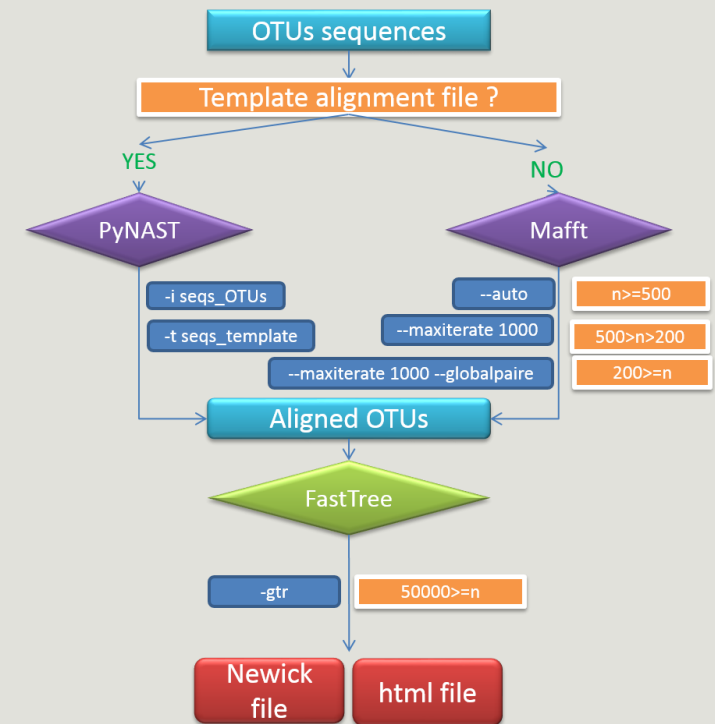 OTUs sequences
Template alignment file ?
YES
NO
PyNAST
Mafft
-i seqs_OTUs
--auto
n>=500
-t seqs_template
--maxiterate 1000
500>n>200
--maxiterate 1000 --globalpaire
200>=n
Aligned OTUs
FastTree
-gtr
50000>=n
Newick
file
html file